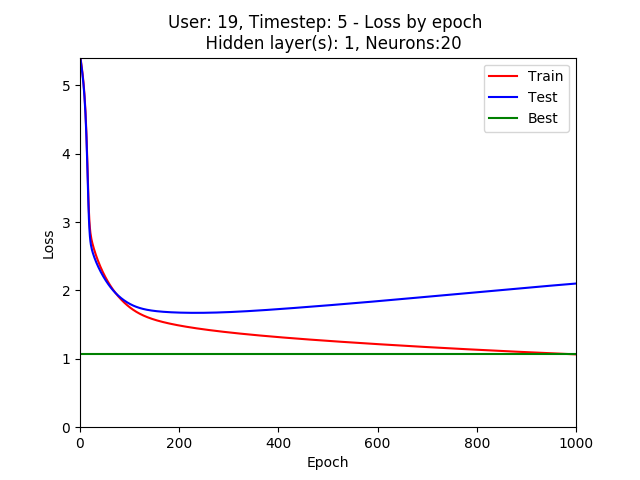 User: 19, Timestep: 5 - Loss by epoch
Hidden layer(s): 1, Neurons:20
Train
Test
Best
Loss
5
4
3
2
1
0
0 200 400 600 800 1000
Epoch